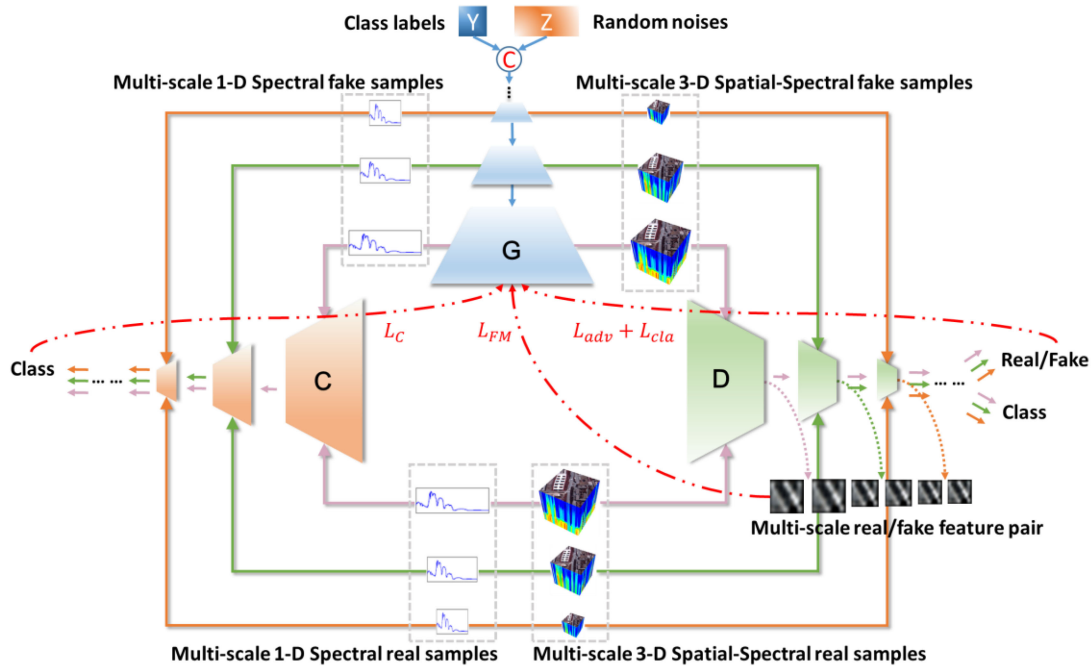 Class labels
Y
Z
Random noises
C
Multi-scale 1-D Spectral fake samples
Multi-scale 3-D Spatial-Spectral fake samples
G
L_C
L_FM
L_adv + L_cla
Class
C
D
Real/Fake
Class
Multi-scale real/fake feature pair
Multi-scale 1-D Spectral real samples
Multi-scale 3-D Spatial-Spectral real samples